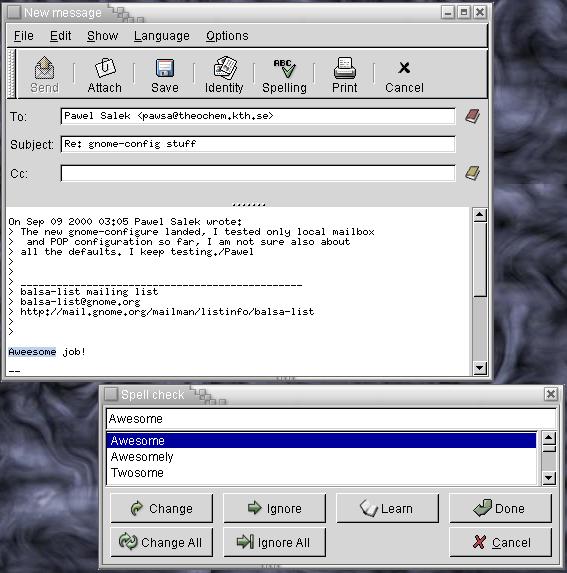 New message
File Edit Show Language Options
ABC
Send Attach Save Identity Spelling Print Cancel
To: Pawel Salek <pawsa@theochem.kth.se>
Subject: Re: gnome-config stuff
Cc:
On Sep 09 2000 03:05 Pawel Salek wrote:
> The new gnome-configure landed, I tested only local mailbox
>  and POP configuration so far, I am not sure also about
> all the defaults. I keep testing./Pawel
>
>
> _______________________________________________
> balsa-list mailing list
> balsa-list@gnome.org
> http://mail.gnome.org/mailman/listinfo/balsa-list
>
>
Aweesome job!
--
Spell check
Awesome
Awesome
Awesomely
Twosome
Change Ignore Learn Done
Change All Ignore All Cancel